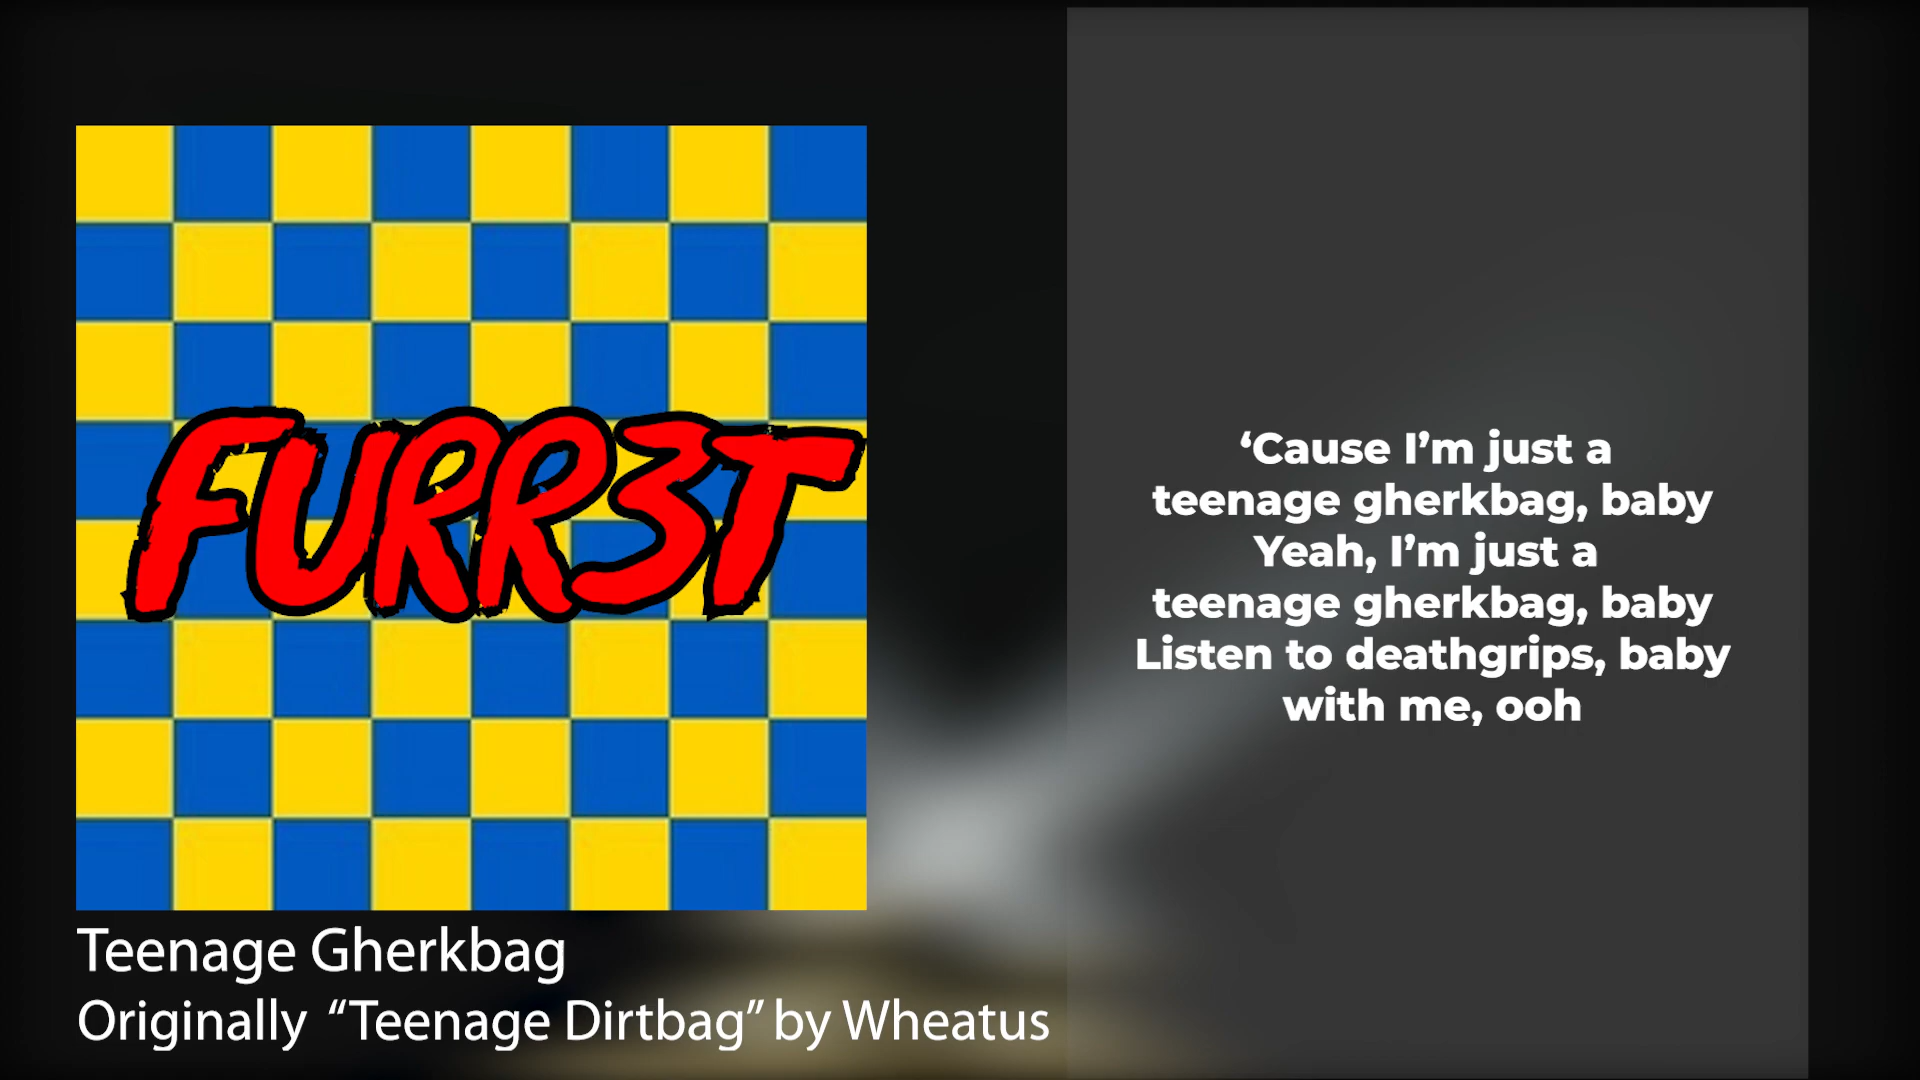 FURR3T
Teenage Gherkbag
Originally “Teenage Dirtbag” by Wheatus
‘Cause I’m just a
teenage gherkbag, baby
Yeah, I’m just a
teenage gherkbag, baby
Listen to deathgrips, baby
with me, ooh